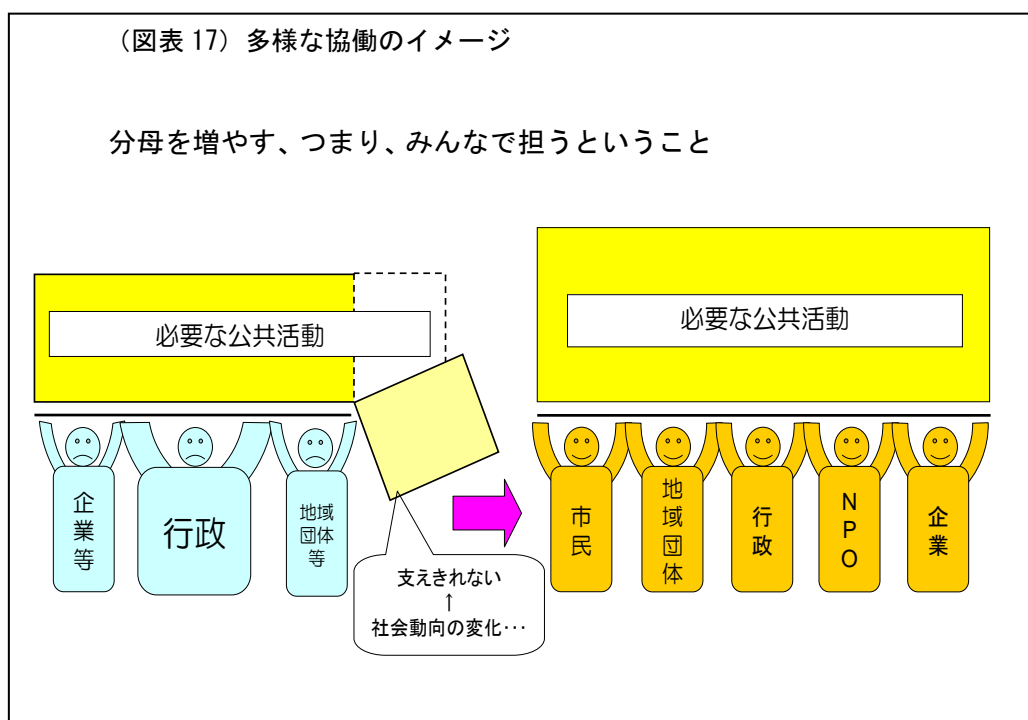 （図表 17）多様な協働のイメージ
分母を増やす、つまり、みんなで担うということ
必要な公共活動
企業等
行政
地域
団体
等
支えきれない
↑
社会動向の変化･･･
必要な公共活動
市民
地域団体
行政
NPO
企業